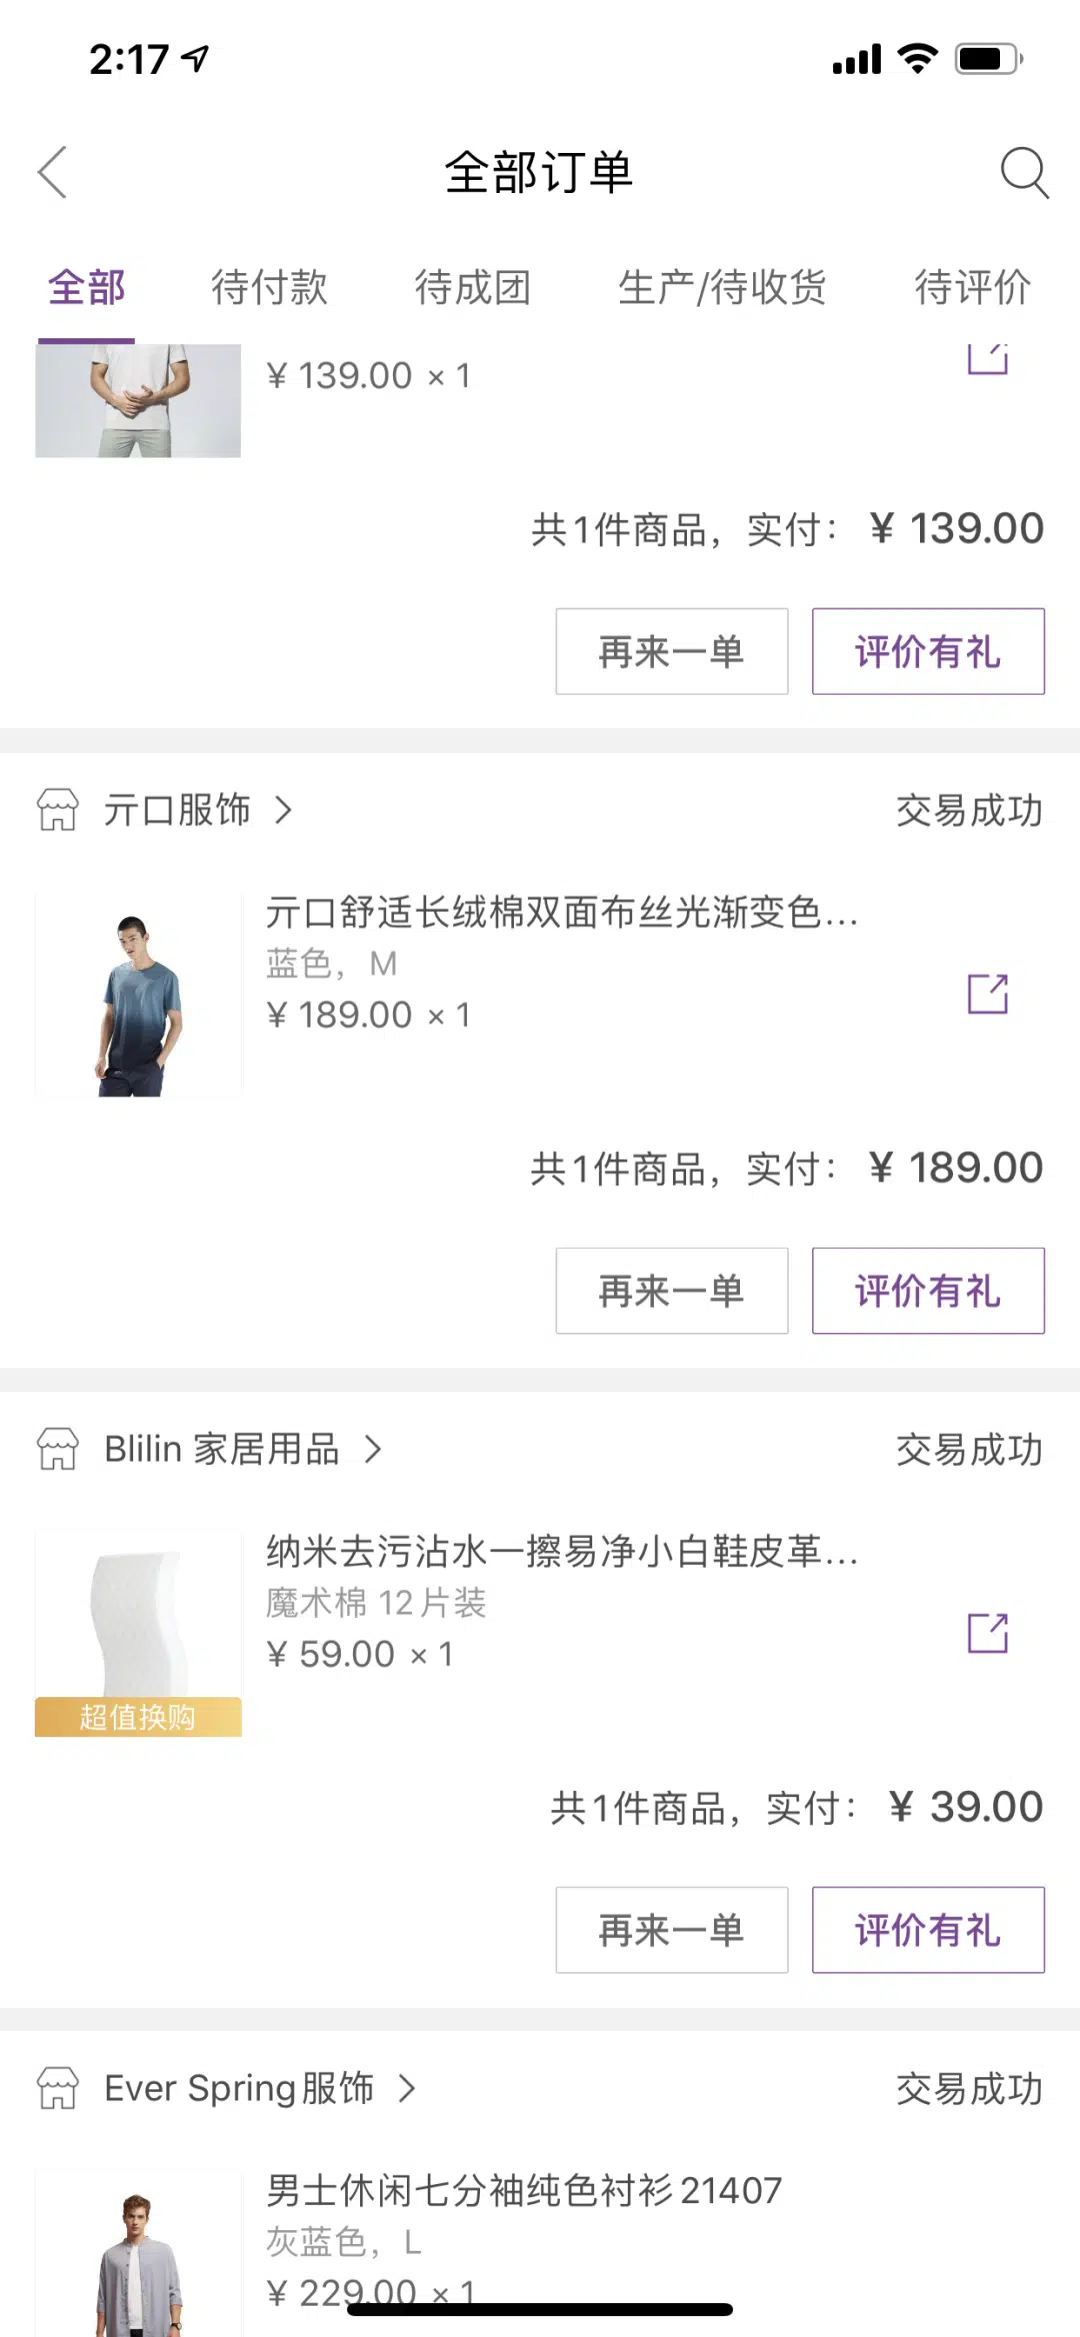 2:17
全部订单
全部 待付款 待成团 生产/待收货 待评价
¥ 139.00 × 1
共1件商品，实付： ¥ 139.00
再来一单 评价有礼
亓口服饰 交易成功
亓口舒适长绒棉双面布丝光渐变色...
蓝色，M
¥ 189.00 × 1
共1件商品，实付： ¥ 189.00
再来一单 评价有礼
Blilin 家居用品 交易成功
纳米去污沾水一擦易净小白鞋皮革...
魔术棉 12片装
¥ 59.00 × 1
超值换购
共1件商品，实付： ¥ 39.00
再来一单 评价有礼
Ever Spring服饰 交易成功
男士休闲七分袖纯色衬衫21407
灰蓝色，L
¥ 229.00 × 1